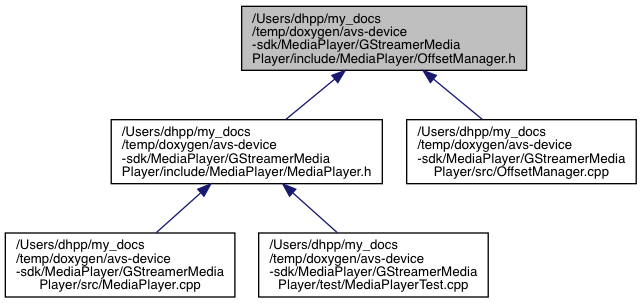 /Users/dhpp/my_docs
/temp/doxygen/avs-device
-sdk/MediaPlayer/GStreamerMedia
Player/include/MediaPlayer/OffsetManager.h
/Users/dhpp/my_docs
/temp/doxygen/avs-device
-sdk/MediaPlayer/GStreamerMedia
Player/include/MediaPlayer/MediaPlayer.h
/Users/dhpp/my_docs
/temp/doxygen/avs-device
-sdk/MediaPlayer/GStreamerMedia
Player/src/OffsetManager.cpp
/Users/dhpp/my_docs
/temp/doxygen/avs-device
-sdk/MediaPlayer/GStreamerMedia
Player/src/MediaPlayer.cpp
/Users/dhpp/my_docs
/temp/doxygen/avs-device
-sdk/MediaPlayer/GStreamerMedia
Player/test/MediaPlayerTest.cpp